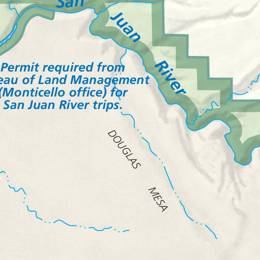 San
Juan
River
Permit required from
eau of Land Management
(Monticello office) for
San Juan River trips.
DOUGLAS
MESA